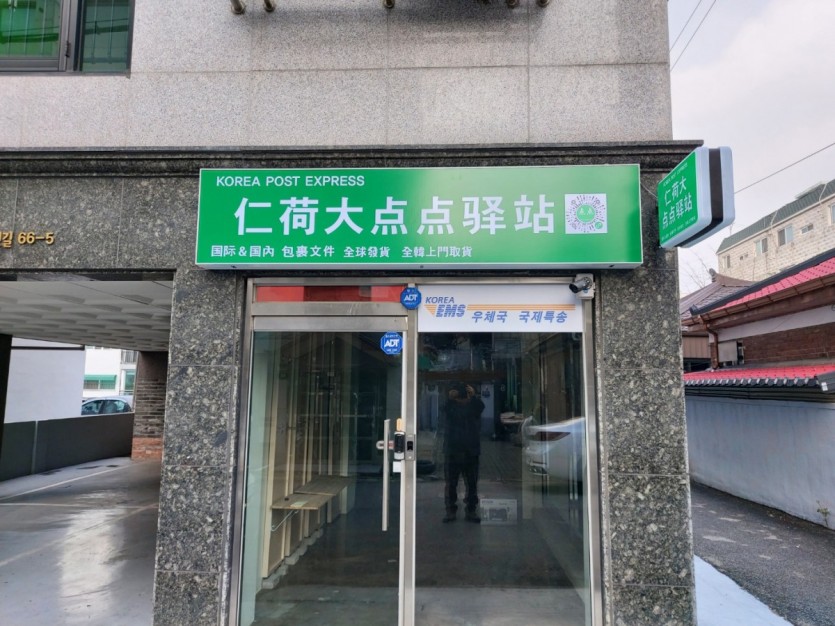 KOREA POST EXPRESS
仁荷大点点驿站
国际&国內 包裹文件 全球發貨 全韓上門取貨
仁荷大
点点驿站
길 66-5
ADT
KOREA
EMS 우체국 국제특송
ADT